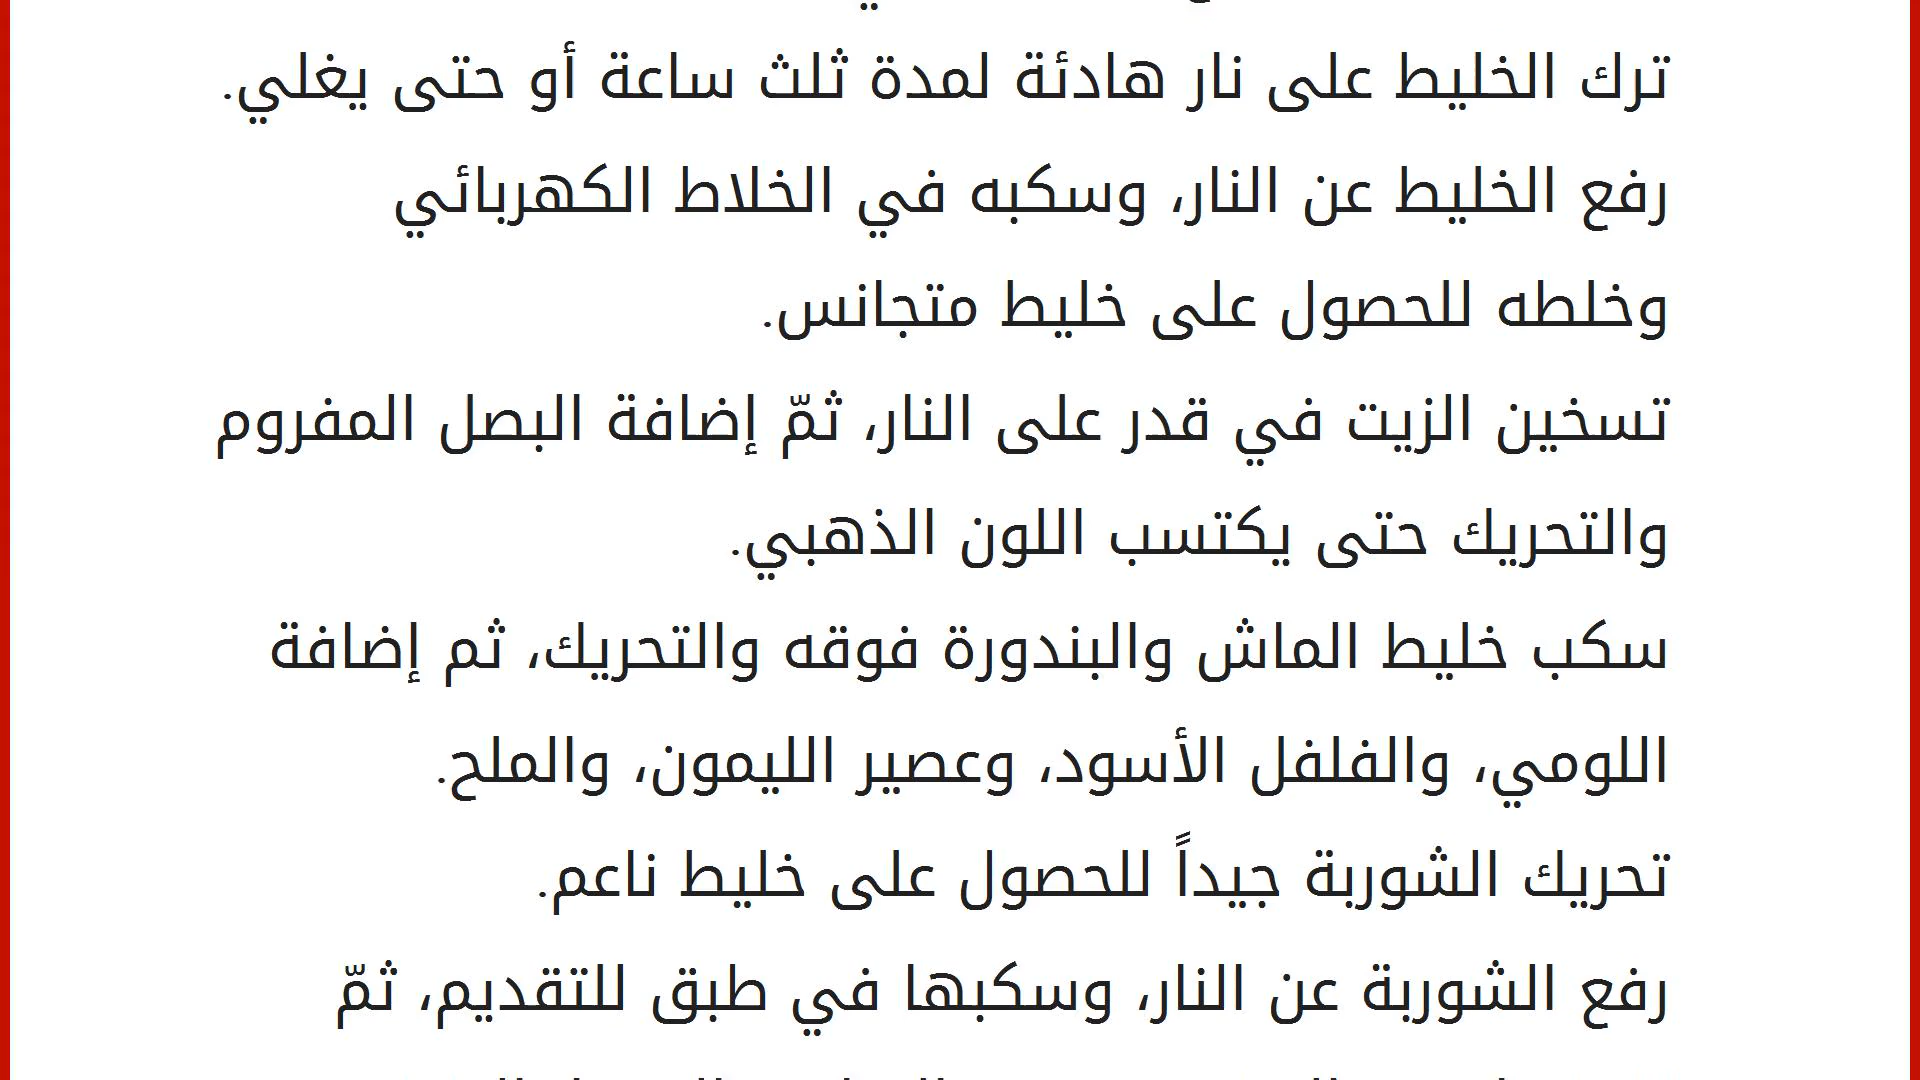 ترك الخليط على نار هادئة لمدة ثلث ساعة أو حتى يغلي.
رفع الخليط عن النار، وسكبه في الخلاط الكهربائي
وخلطه للحصول على خليط متجانس.
تسخين الزيت في قدر على النار، ثمّ إضافة البصل المفروم
والتحريك حتى يكتسب اللون الذهبي.
سكب خليط الماش والبندورة فوقه والتحريك، ثم إضافة
اللومي، والفلفل الأسود، وعصير الليمون، والملح.
تحريك الشوربة جيداً للحصول على خليط ناعم.
رفع الشوربة عن النار، وسكبها في طبق للتقديم، ثمّ